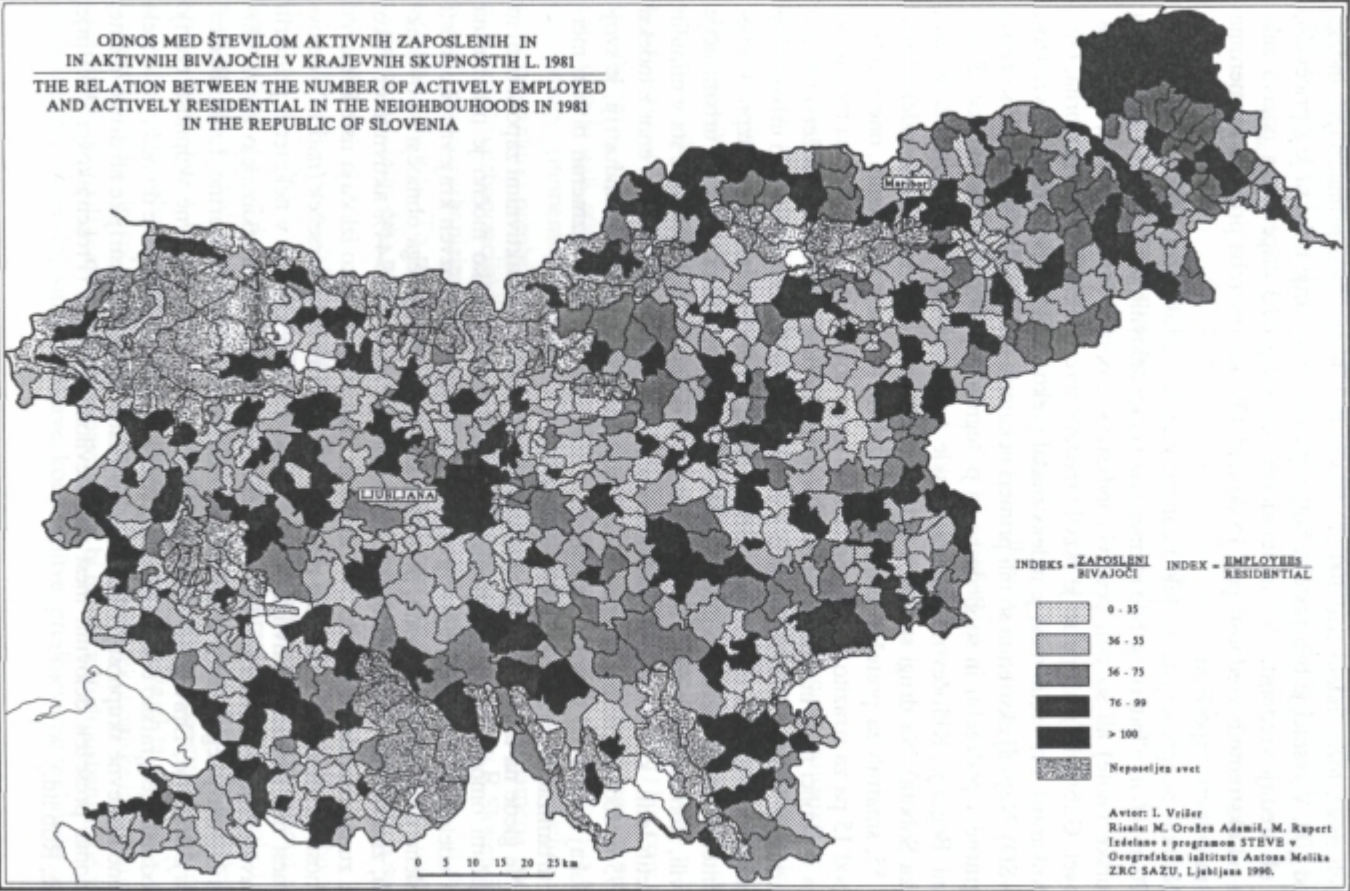 ODNOS MED ŠTEVILOM AKTIVNIH ZAPOSLENIH IN
IN AKTIVNIH BIVAJOČIH V KRAJEVNIH SKUPNOSTIH L. 1981
THE RELATION BETWEEN THE NUMBER OF ACTIVELY EMPLOYED
AND ACTIVELY RESIDENTIAL IN THE NEIGHBOUHOODS IN 1981
IN THE REPUBLIC OF SLOVENIA
Maribor
LJUBLJANA
INDEKS = ZAPOSLENI INDEX = EMPLOYEES
BIVAJOČI RESIDENTIAL
0 - 35
36 - 55
56 - 75
76 - 99
> 100
Neposeljen svet
Avtor: I. Vrišer
Risala: M. Orožen Adamič, M. Rupert
Izdelano s programom STEVE v
Geografskem inštitutu Antona Melika
ZRC SAZU, Ljubljana 1990.
0 5 10 15 20 25 km